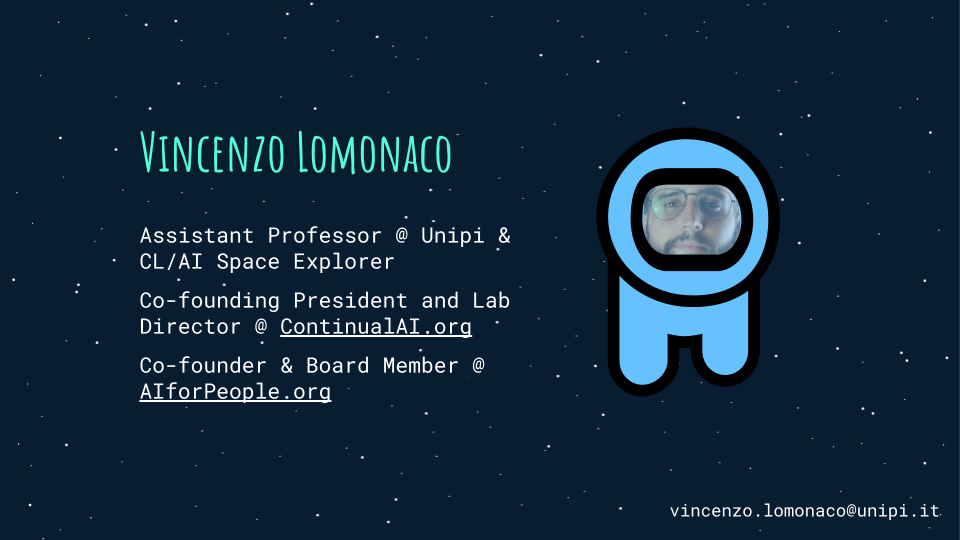 Vincenzo Lomonaco
Assistant Professor @ Unipi &
CL/AI Space Explorer
Co-founding President and Lab
Director @ ContinualAI.org
Co-founder & Board Member @
AIforPeople.org
vincenzo.lomonaco@unipi.it